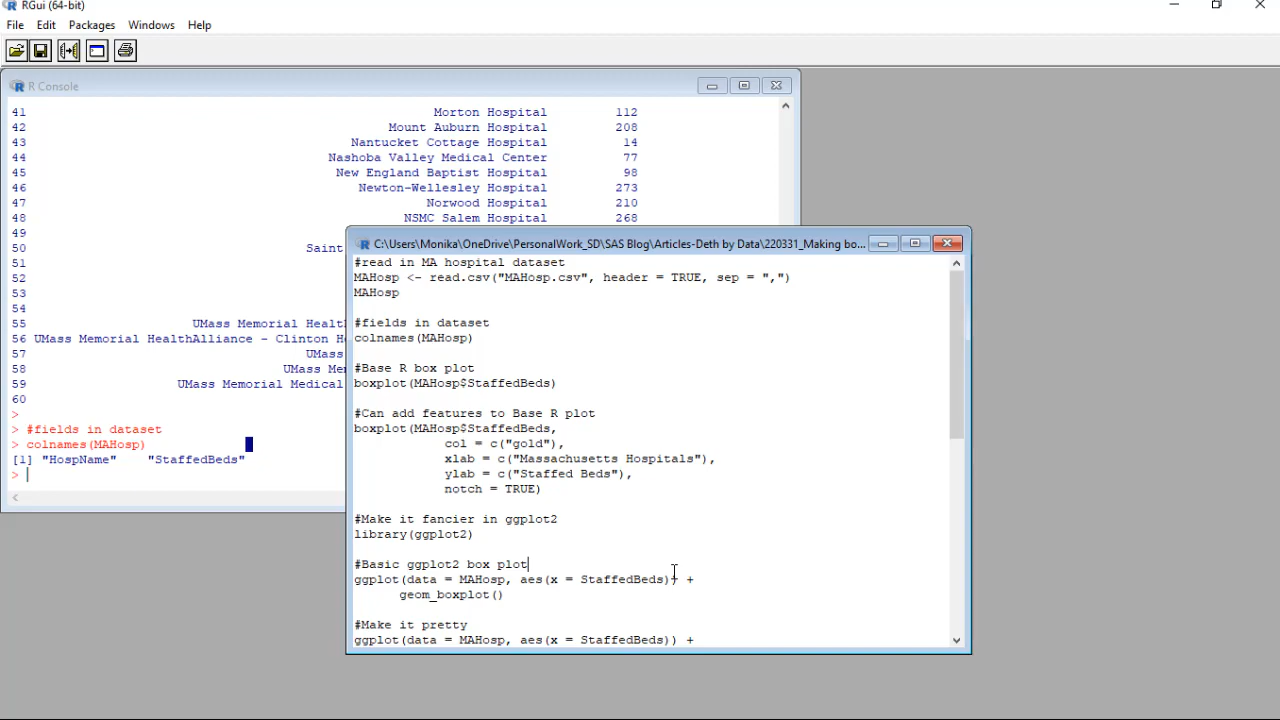 RGui (64-bit)
File Edit Packages Windows Help
R Console
41 Morton Hospital 112
42 Mount Auburn Hospital 208
43 Nantucket Cottage Hospital 14
44 Nashoba Valley Medical Center 77
45 New England Baptist Hospital 98
46 Newton-Wellesley Hospital 273
47 Norwood Hospital 210
48 NSMC Salem Hospital 268
49
50 Saint
51
52
53
54
55 UMass Memorial Healt
56 UMass Memorial HealthAlliance - Clinton Ho
57 UMass
58 UMass Mem
59 UMass Memorial Medical
60
>
> #fields in dataset
> colnames(MAHosp)
[1] "HospName" "StaffedBeds"
>
C:\Users\Monika\OneDrive\PersonalWork_SD\SAS Blog\Articles-Deth by Data\220331_Making bo...
#read in MA hospital dataset
MAHosp <- read.csv("MAHosp.csv", header = TRUE, sep = ",")
MAHosp
#fields in dataset
colnames(MAHosp)
#Base R box plot
boxplot(MAHosp$StaffedBeds)
#Can add features to Base R plot
boxplot(MAHosp$StaffedBeds,
col = c("gold"),
xlab = c("Massachusetts Hospitals"),
ylab = c("Staffed Beds"),
notch = TRUE)
#Make it fancier in ggplot2
library(ggplot2)
#Basic ggplot2 box plot
ggplot(data = MAHosp, aes(x = StaffedBeds)) +
geom_boxplot()
#Make it pretty
ggplot(data = MAHosp, aes(x = StaffedBeds)) +